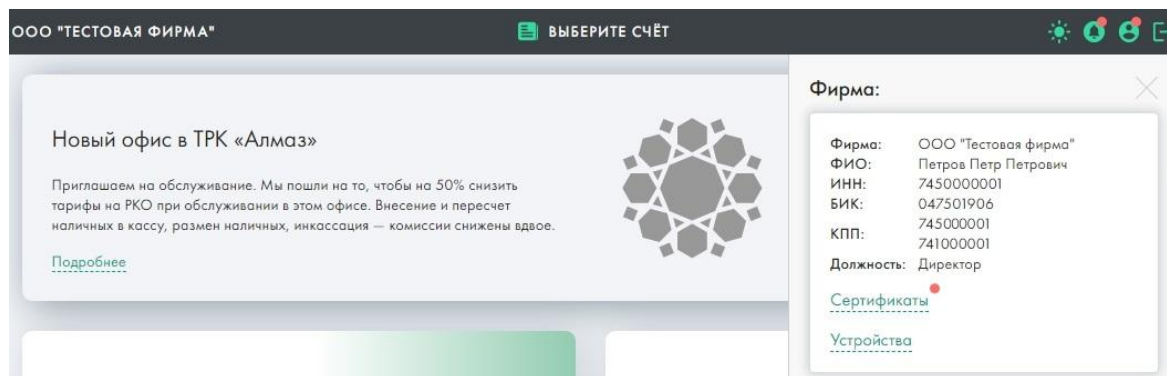 ООО "ТЕСТОВАЯ ФИРМА"
ВЫБЕРИТЕ СЧЁТ
Новый офис в ТРК «Алмаз»
Приглашаем на обслуживание. Мы пошли на то, чтобы на 50% снизить
тарифы на РКО при обслуживании в этом офисе. Внесение и пересчет
наличных в кассу, размен наличных, инкассация — комиссии снижены вдвое.
Подробнее
Фирма:
Фирма: ООО "Тестовая фирма"
ФИО: Петров Петр Петрович
ИНН: 7450000001
БИК: 047501906
КПП: 745000001
741000001
Должность: Директор
Сертификаты
Устройства